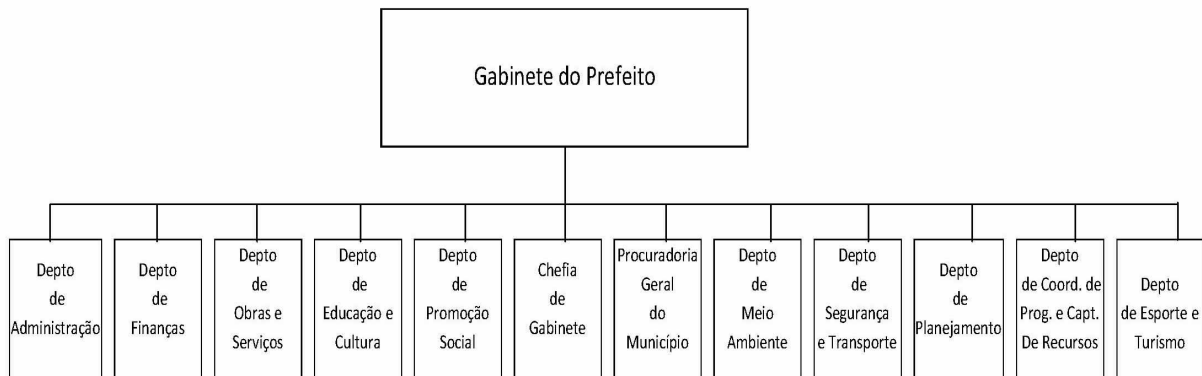 Gabinete do Prefeito
Depto
de
Administração
Depto
de
Finanças
Depto
de
Obras e
Serviços
Depto
de
Educação e
Cultura
Depto
de
Promoção
Social
Chefia
de
Gabinete
Procuradoria
Geral
do
Município
Depto
de
Meio
Ambiente
Depto
de
Segurança
e Transporte
Depto
de
Planejamento
Depto
de Coord. de
Prog. e Capt.
De Recursos
Depto
de Esporte e
Turismo